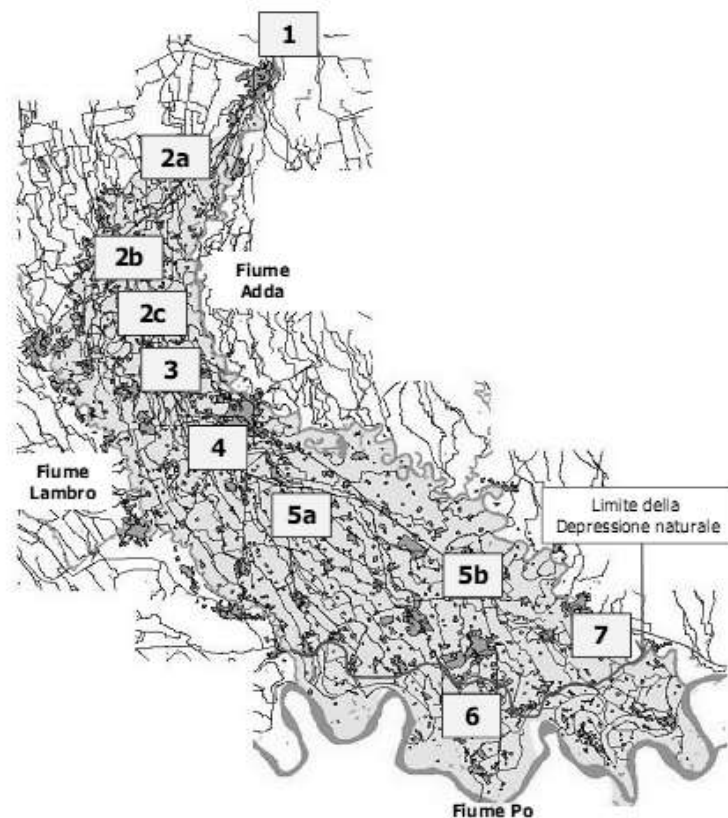 1
2a
2b
Fiume
Adda
2c
3
4
Fiume
Lambro
5a
Limite della
Depressione naturale
5b
7
6
Fiume Po